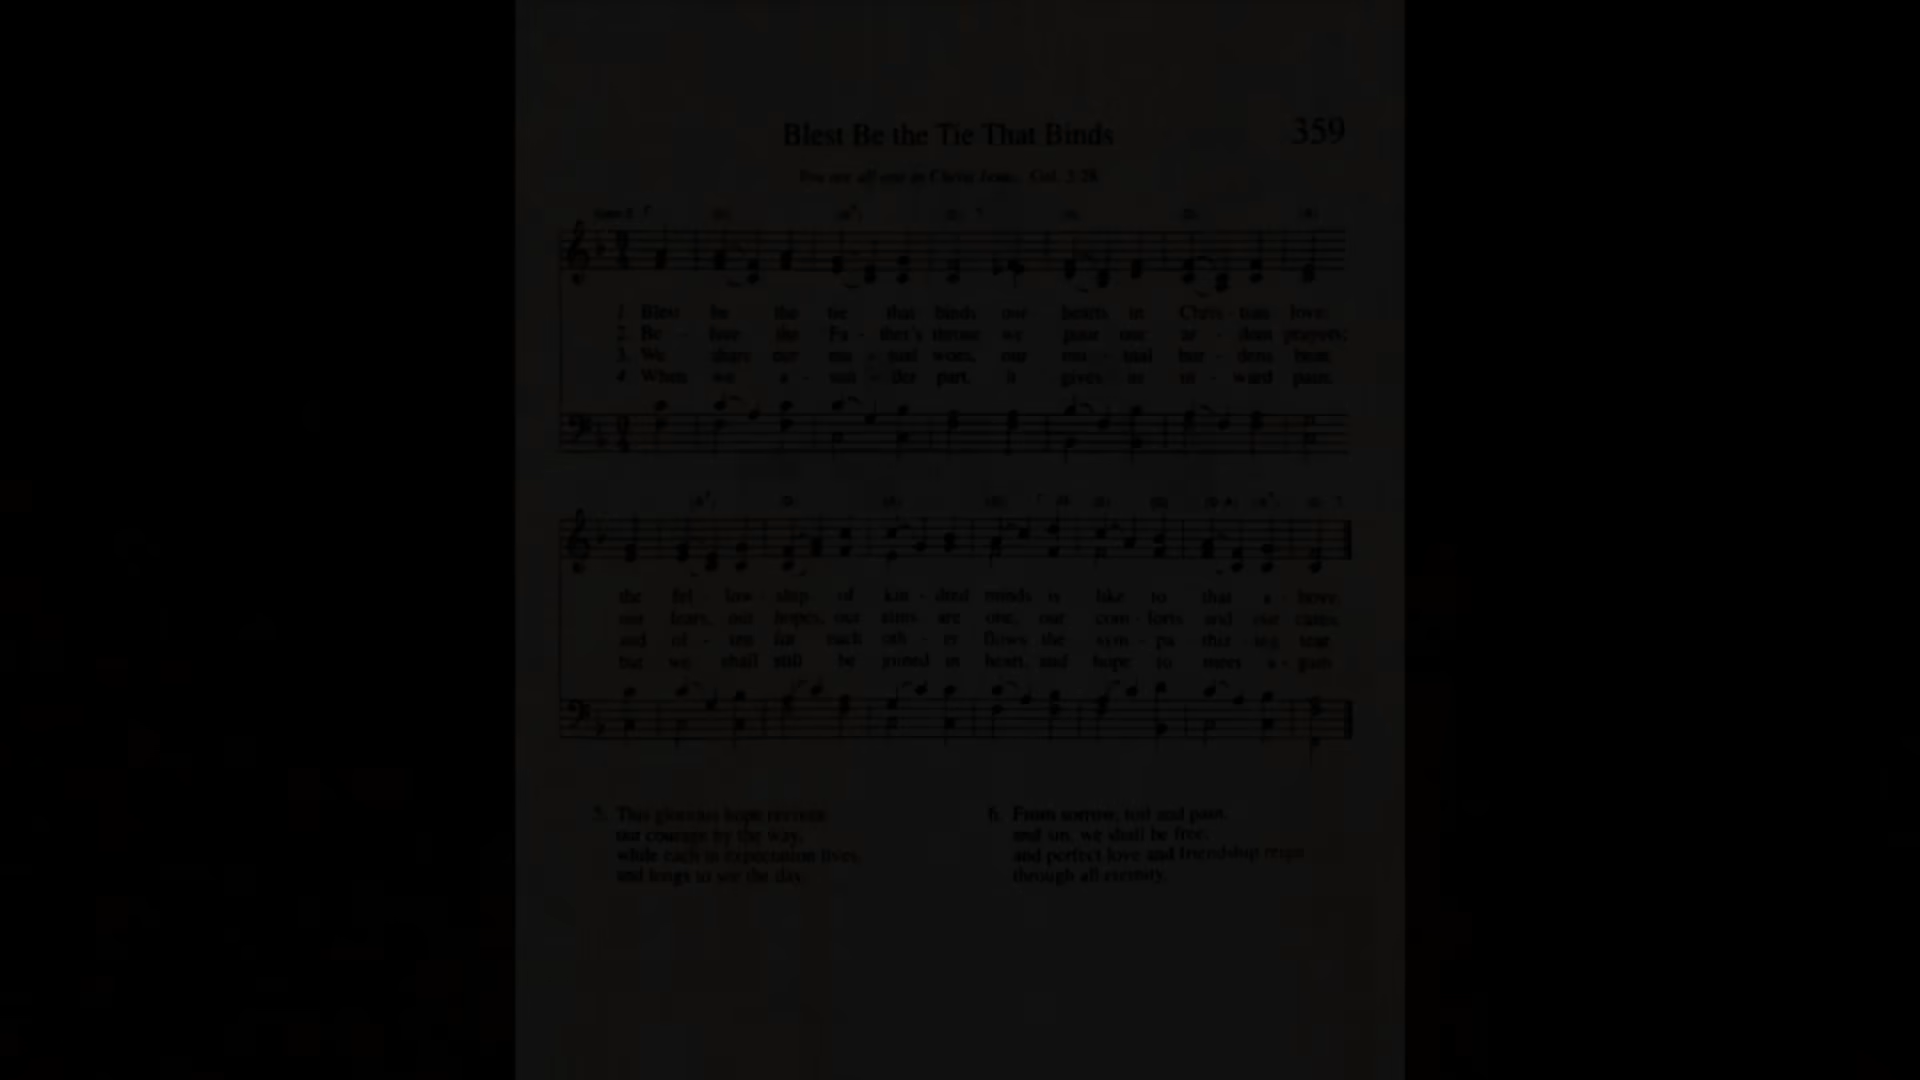 Blest Be the Tie That Binds
359
You are all one in Christ Jesus. Gal. 3:28
1 Blest be the tie that binds our hearts in Chris - tian love;
2. Be - fore the Fa - ther's throne we pour our ar - dent prayers;
3. We share our mu - tual woes, our mu - tual bur - dens bear,
4 When we a - sun - der part, it gives us in - ward pain,
the fel - low - ship of kin - dred minds is like to that a - bove.
our fears, our hopes, our aims are one, our com - forts and our cares.
and of - ten for each oth - er flows the sym - pa - thiz - ing tear.
but we shall still be joined in heart, and hope to meet a - gain.
5. This glorious hope revives
our courage by the way,
while each in expectation lives,
and longs to see the day.
6. From sorrow, toil and pain,
and sin, we shall be free,
and perfect love and friendship reign
through all eternity.